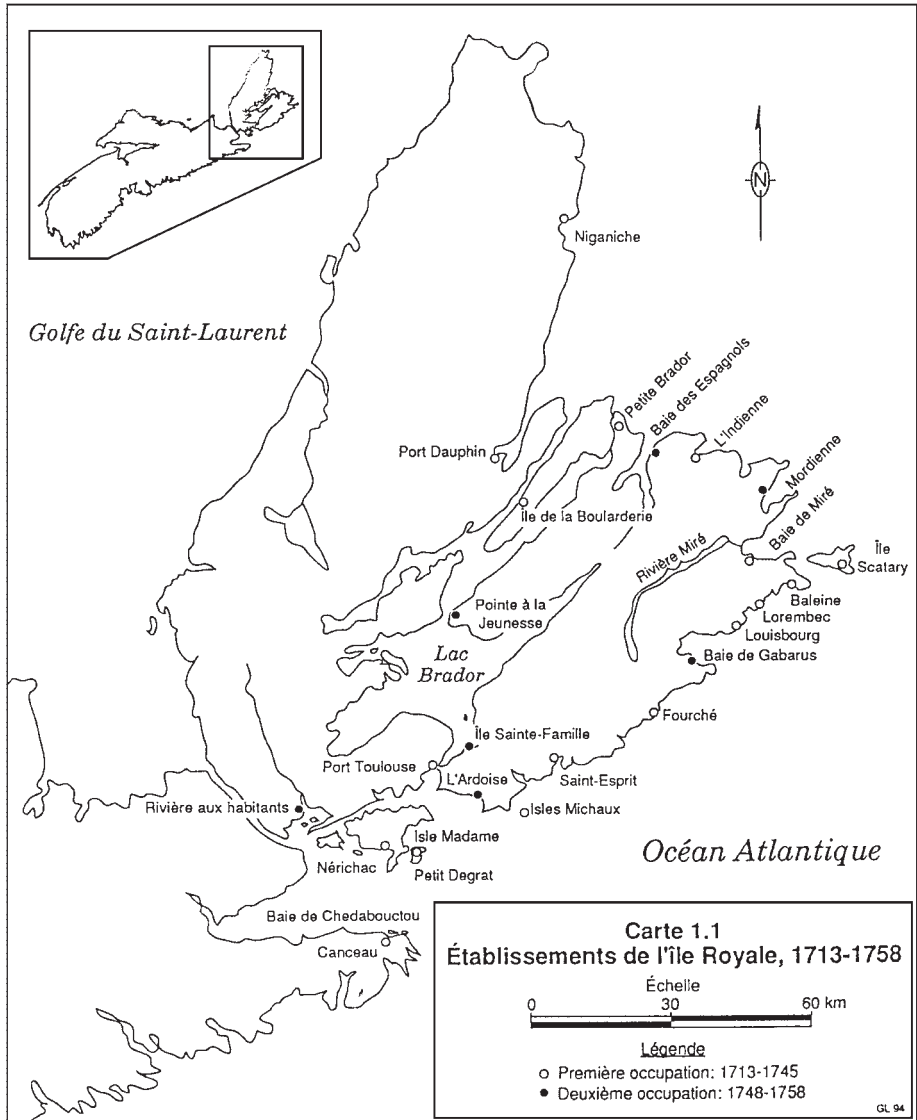 N
Niganiche
Golfe du Saint-Laurent
Petite Brador
Baie des Espagnols
L'Indienne
Mordienne
Port Dauphin
Île de la Boularderie
Baie de Miré
Rivière Miré
Île
Scatary
Baleine
Lorembec
Louisbourg
Pointe à la
Jeunesse
Lac
Brador
Baie de Gabarus
Fourché
Île Sainte-Famille
Port Toulouse
L'Ardoise
Saint-Esprit
Isles Michaux
Rivière aux habitants
Isle Madame
Nérichac
Petit Degrat
Océan Atlantique
Baie de Chedabouctou
Canceau
Carte 1.1
Établissements de l'île Royale, 1713-1758
Échelle
0 30 60 km
Légende
Première occupation: 1713-1745
Deuxième occupation: 1748-1758
GL 94